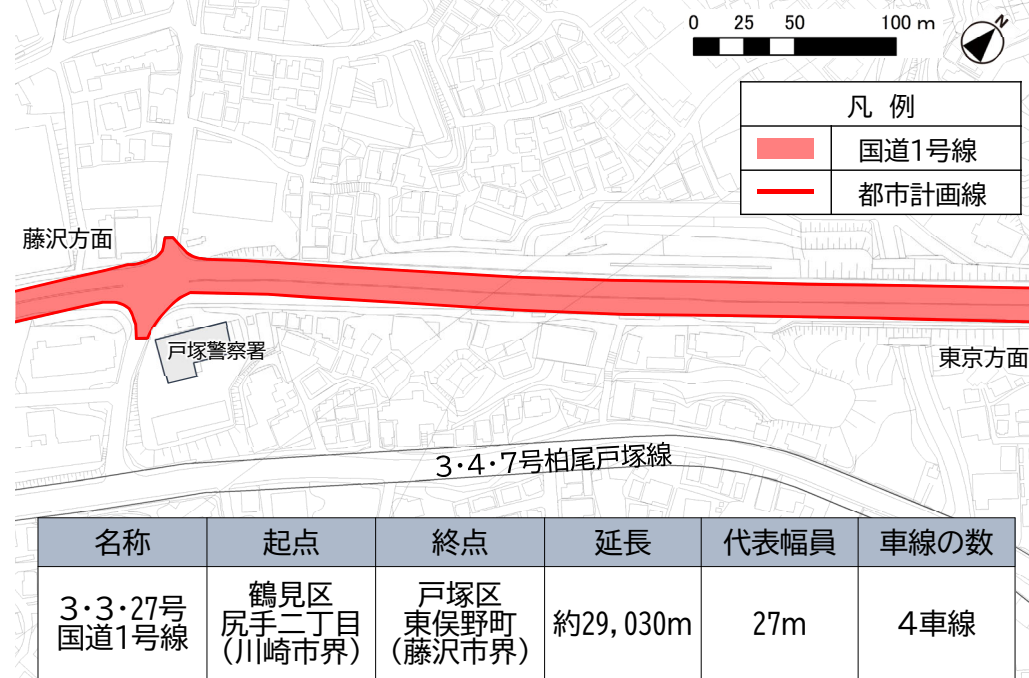 0 25 50 100 m
N
凡 例
国道1号線
都市計画線
藤沢方面
戸塚警察署
東京方面
3・4・7号柏尾戸塚線
名称 起点 終点 延長 代表幅員 車線の数
3・3・27号
国道1号線
鶴見区
尻手二丁目
(川崎市界)
戸塚区
東俣野町
(藤沢市界)
約29,030m
27m
4車線